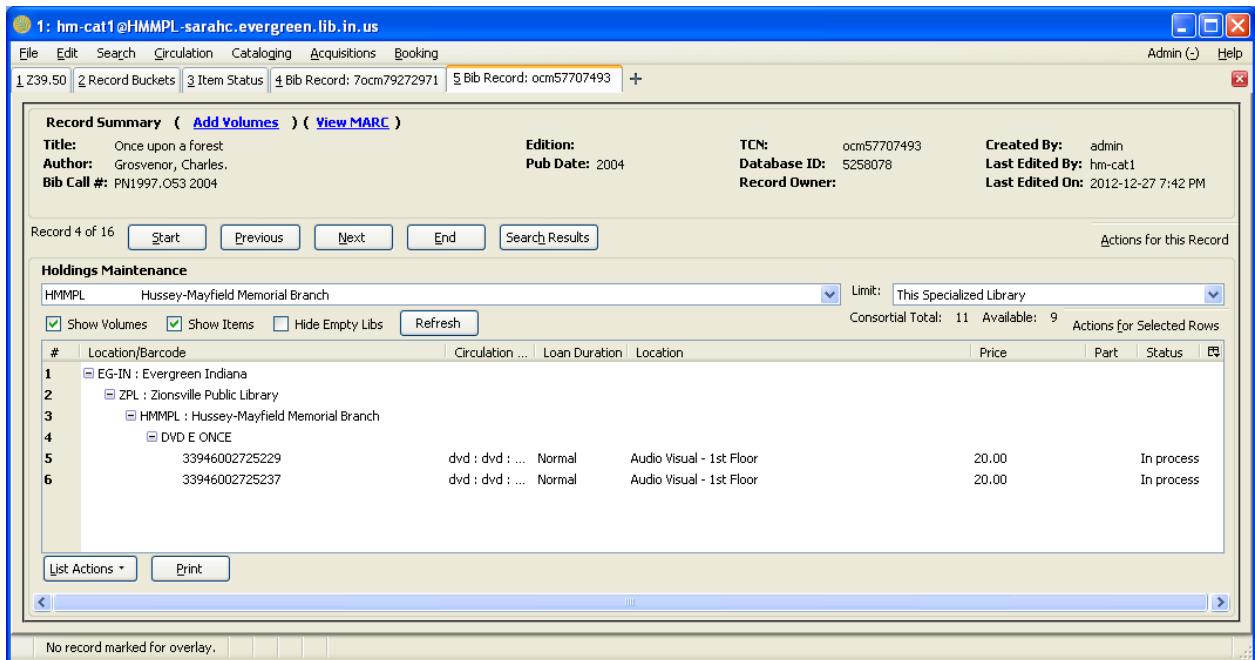 1: hm-cat1@HMMPL-sarahc.evergreen.lib.in.us
File Edit Search Circulation Cataloging Acquisitions Booking Admin (-) Help
1 Z39.50 2 Record Buckets 3 Item Status 4 Bib Record: 7ocm79272971 5 Bib Record: ocm57707493 +
Record Summary ( Add Volumes ) ( View MARC )
Title: Once upon a forest Edition: TCN: ocm57707493 Created By: admin
Author: Grosvenor, Charles. Pub Date: 2004 Database ID: 5258078 Last Edited By: hm-cat1
Bib Call #: PN1997.O53 2004 Record Owner: Last Edited On: 2012-12-27 7:42 PM
Record 4 of 16 Start Previous Next End Search Results Actions for this Record
Holdings Maintenance
HMMPL Hussey-Mayfield Memorial Branch Limit: This Specialized Library
Show Volumes Show Items Hide Empty Libs Refresh Consortial Total: 11 Available: 9 Actions for Selected Rows
# Location/Barcode Circulation ... Loan Duration Location Price Part Status
1 EG-IN : Evergreen Indiana
2 ZPL : Zionsville Public Library
3 HMMPL : Hussey-Mayfield Memorial Branch
4 DVD E ONCE
5 33946002725229 dvd : dvd : ... Normal Audio Visual - 1st Floor 20.00 In process
6 33946002725237 dvd : dvd : ... Normal Audio Visual - 1st Floor 20.00 In process
List Actions Print
No record marked for overlay.